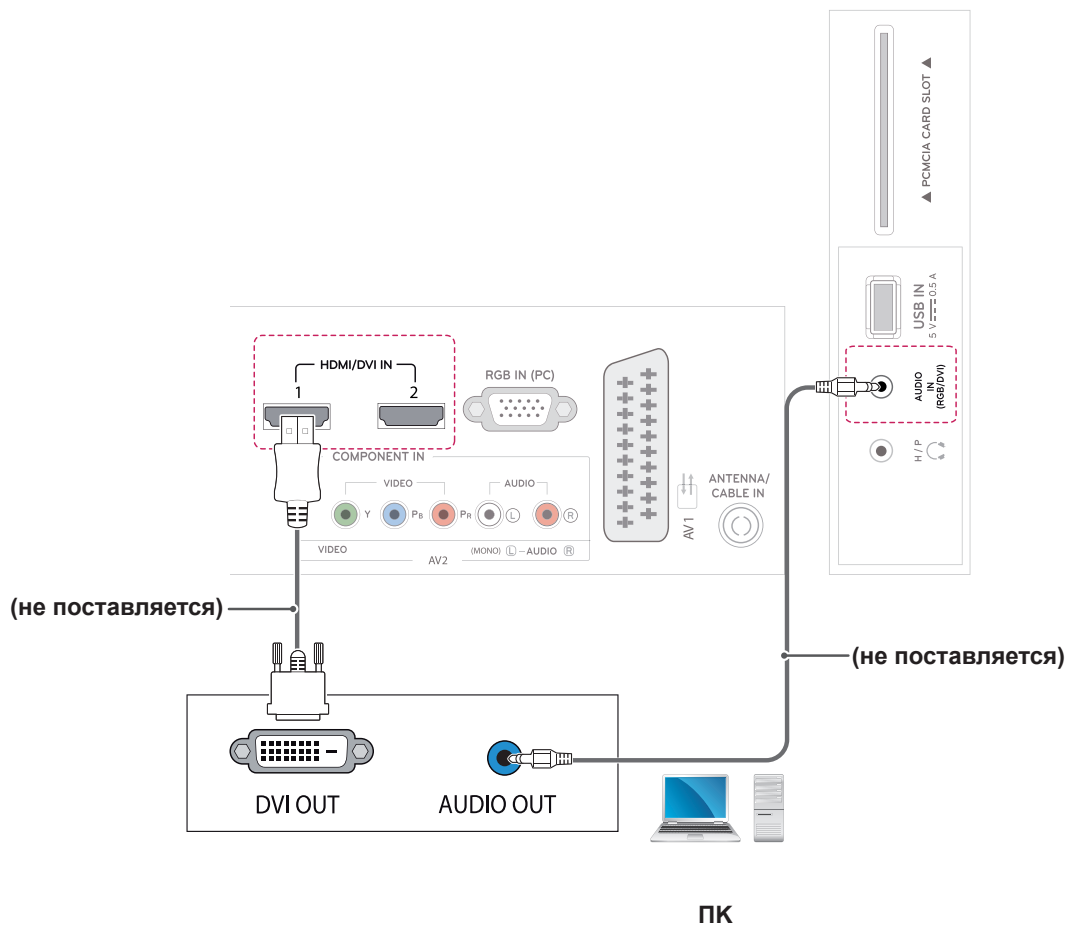 ▲ PCMCIA CARD SLOT ▲
USB IN
5 V 0.5 A
AUDIO
IN
(RGB/DVI)
H / P
HDMI/DVI IN
1 2
RGB IN (PC)
COMPONENT IN
VIDEO AUDIO
Y PB PR L R
VIDEO (MONO) L – AUDIO R
AV2
AV1
ANTENNA/
CABLE IN
(не поставляется)
(не поставляется)
DVI OUT AUDIO OUT
ПК